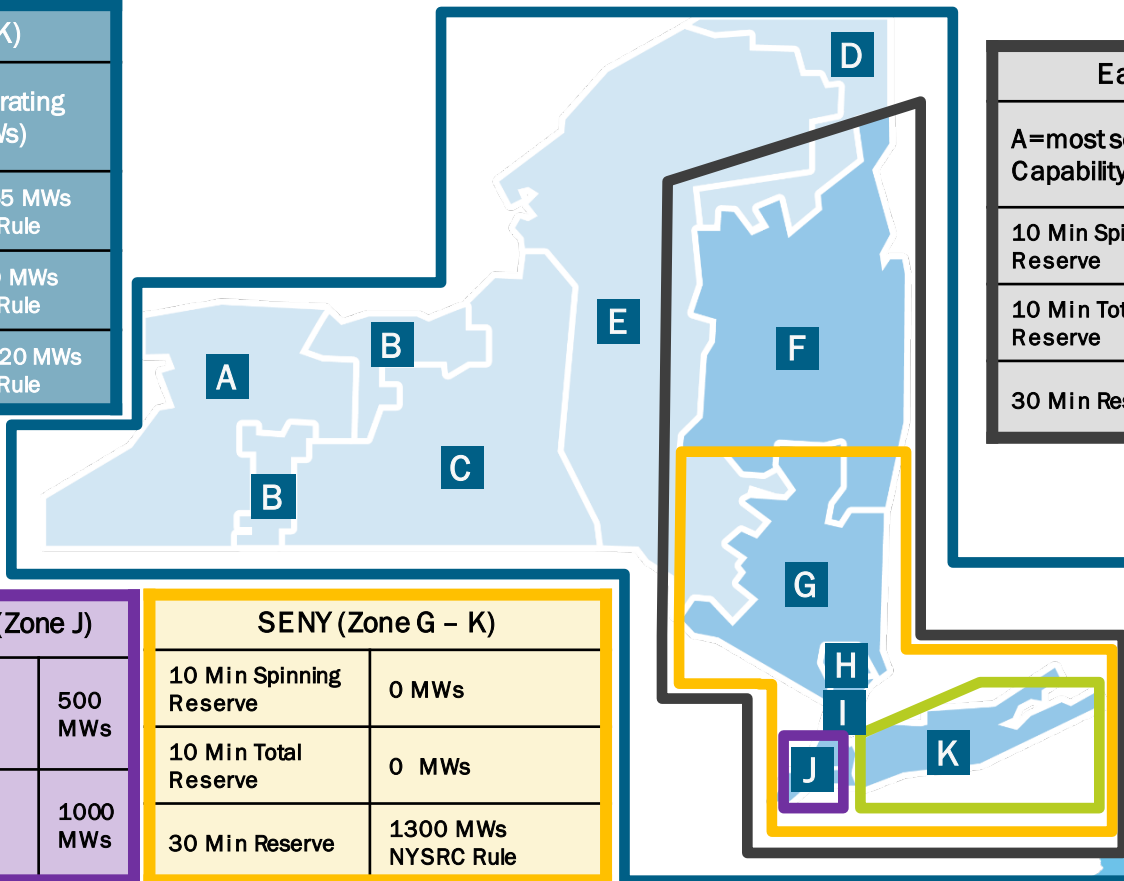 K)
rating
Ws)
5 MWs
Rule
MWs
Rule
20 MWs
Rule
D
Ea
A=most s
Capability
10 Min Spi
Reserve
10 Min Tot
Reserve
30 Min Res
E
B
F
A
C
B
G
H
I
J
K
(Zone J)
500
MWs
1000
MWs
SENY (Zone G – K)
10 Min Spinning
Reserve
0 MWs
10 Min Total
Reserve
0 MWs
30 Min Reserve
1300 MWs
NYSRC Rule